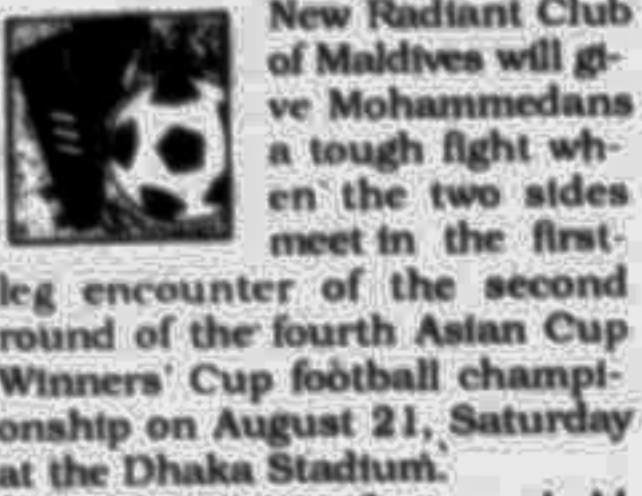 New Radiant Club
of Maldives will gi-
ve Mohammedans
a tough fight wh-
en the two sides
meet in the first-
leg encounter of the second
round of the fourth Asian Cup
Winners' Cup football champi-
onship on August 21, Saturday
at the Dhaka Stadium.